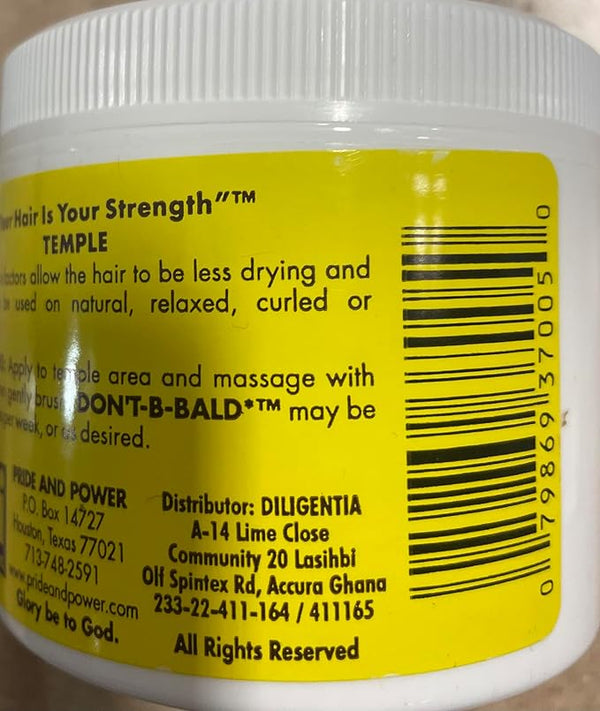 Hair Is Your Strength”™
TEMPLE
factors allow the hair to be less drying and
be used on natural, relaxed, curled or
Apply to temple area and massage with
gently brush DON'T-B-BALD*™ may be
per week, or as desired.
PRIDE AND POWER
P.O. Box 14727
Houston, Texas 77021
713-748-2591
www.prideandpower.com
Glory be to God.
Distributor: DILIGENTIA
A-14 Lime Close
Community 20 Lasihbi
Olf Spintex Rd, Accura Ghana
233-22-411-164 / 411165
All Rights Reserved
0 79869 37005 0